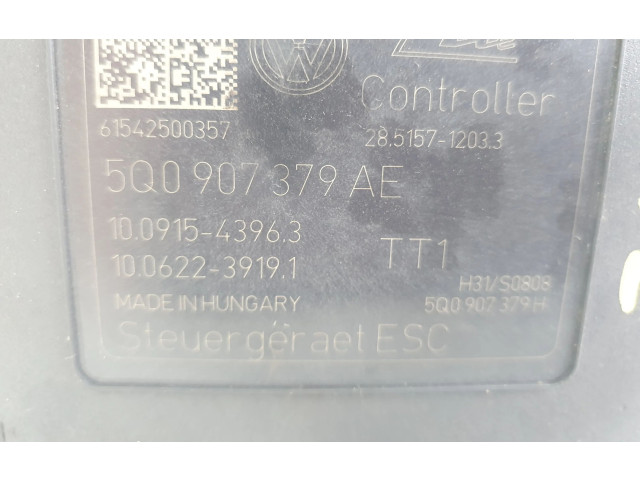 Controller
61542500357
28.5157-1203.3
5Q0 907 379 AE
10.0915-4396.3
10.0622-3919.1
TT1
H31/S0808
MADE IN HUNGARY
5Q0 907 379 H
Steuergëraet ESC